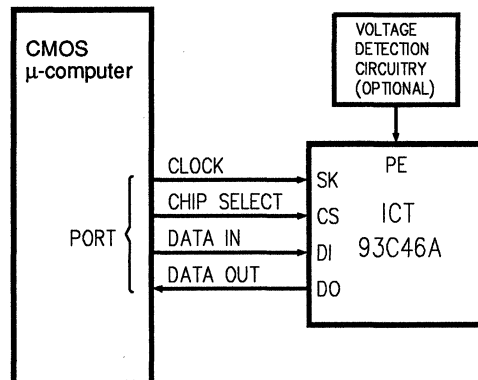 CMOS
μ-computer
VOLTAGE
DETECTION
CIRCUITRY
(OPTIONAL)
PORT
CLOCK
CHIP SELECT
DATA IN
DATA OUT
PE
SK
CS
DI
DO
ICT
93C46A